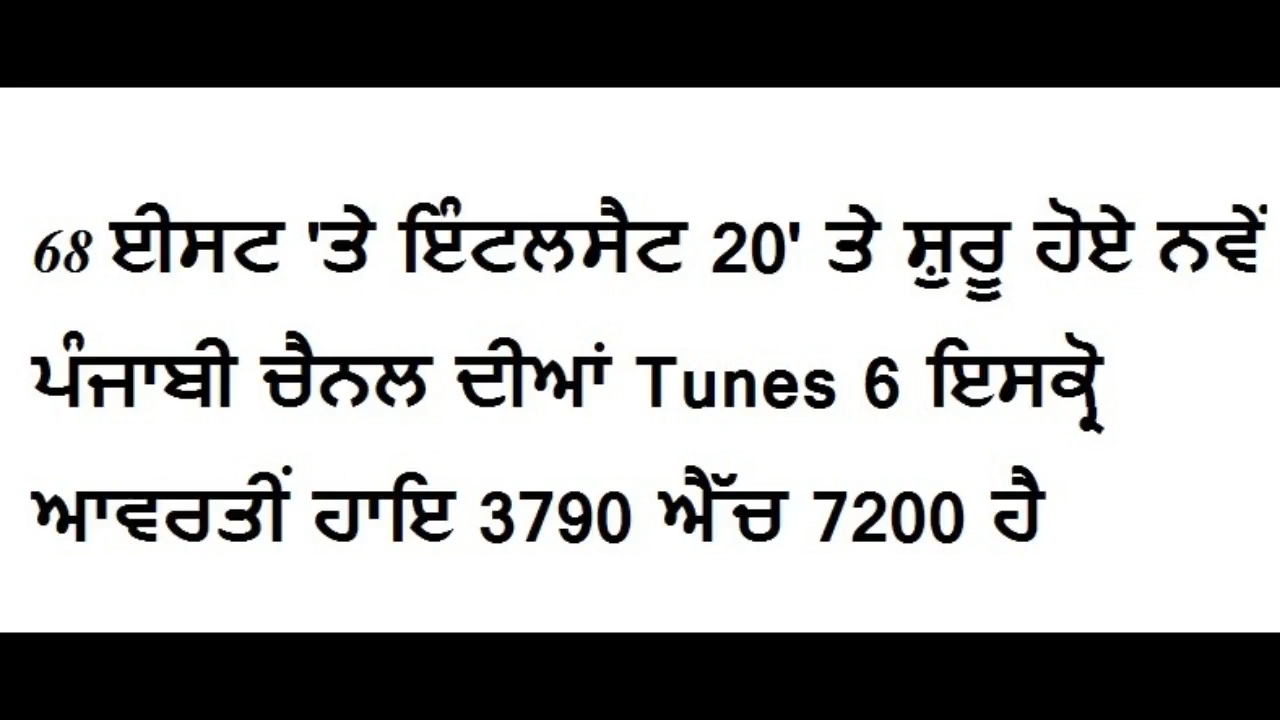 68 ਈਸਟ 'ਤੇ ਇੰਟਲਸੈਟ 20' ਤੇ ਸ਼ੁਰੂ ਹੋਏ ਨਵੇਂ
ਪੰਜਾਬੀ ਚੈਨਲ ਦੀਆਂ Tunes 6 ਇਸਕ੍ਰੋ
ਆਵਰਤੀਂ ਹਾਇ 3790 ਐੱਚ 7200 ਹੈ